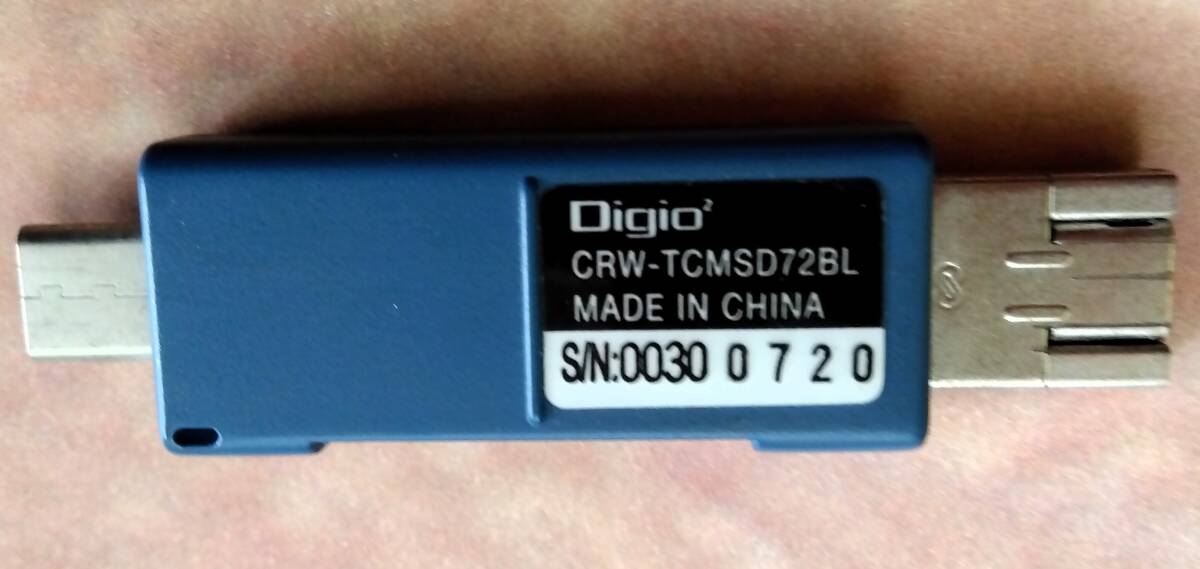 Digio²
CRW-TCMSD72BL
MADE IN CHINA
S/N:0030 0 7 2 0